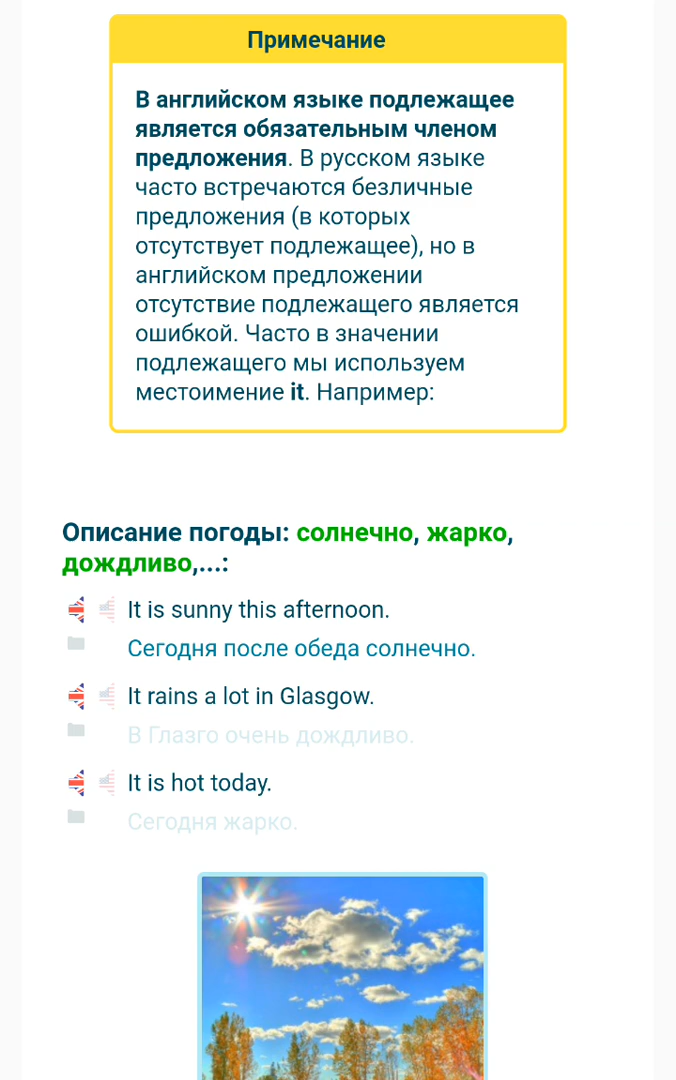 Примечание
В английском языке подлежащее
является обязательным членом
предложения. В русском языке
часто встречаются безличные
предложения (в которых
отсутствует подлежащее), но в
английском предложении
отсутствие подлежащего является
ошибкой. Часто в значении
подлежащего мы используем
местоимение it. Например:
Описание погоды: солнечно, жарко,
дождливо,...:
It is sunny this afternoon.
Сегодня после обеда солнечно.
It rains a lot in Glasgow.
В Глазго очень дождливо.
It is hot today.
Сегодня жарко.